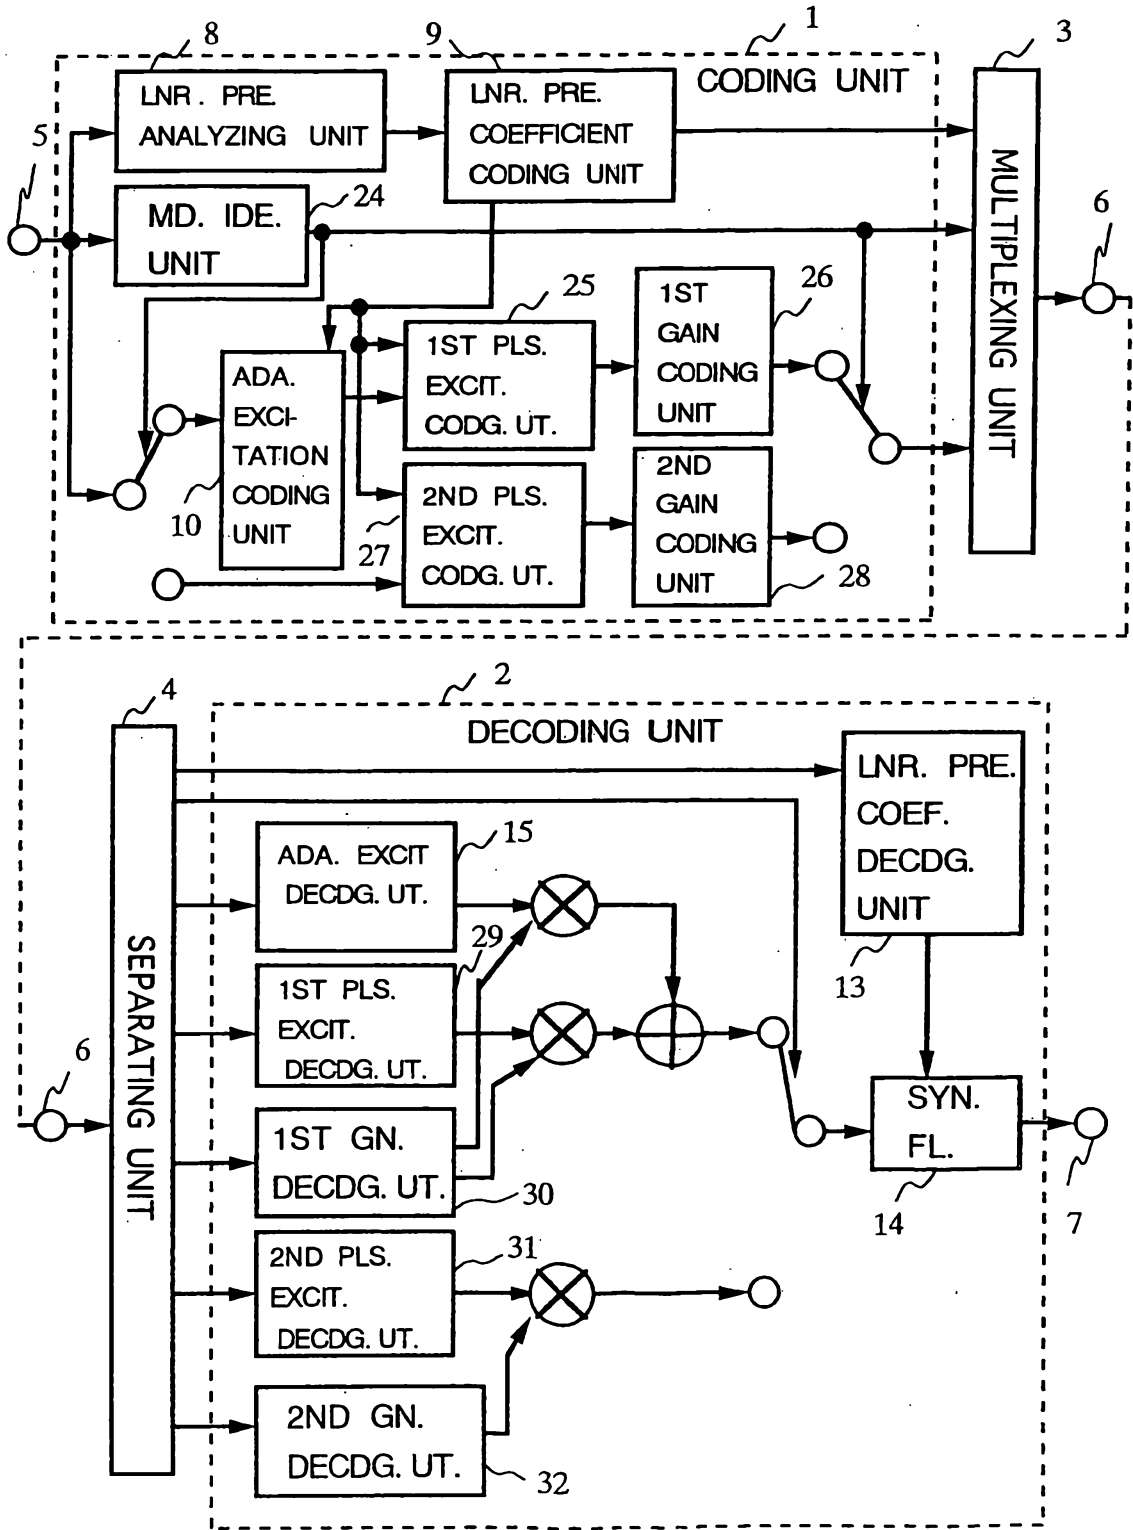 8
9
1
3
CODING UNIT
LNR. PRE.
ANALYZING UNIT
LNR. PRE.
COEFFICIENT
CODING UNIT
5
24
MD. IDE.
UNIT
6
MULTIPLEXING UNIT
25
26
1ST
GAIN
CODING
UNIT
1ST PLS.
EXCIT.
CODG. UT.
ADA.
EXCI-
TATION
CODING
UNIT
10
2ND PLS.
EXCIT.
CODG. UT.
27
2ND
GAIN
CODING
UNIT
28
2
4
DECODING UNIT
LNR. PRE.
COEF.
DECDG.
UNIT
13
15
ADA. EXCIT
DECDG. UT.
SEPARATING UNIT
29
1ST PLS.
EXCIT.
DECDG. UT.
6
1ST GN.
DECDG. UT.
30
SYN.
FL.
14
7
31
2ND PLS.
EXCIT.
DECDG. UT.
2ND GN.
DECDG. UT.
32